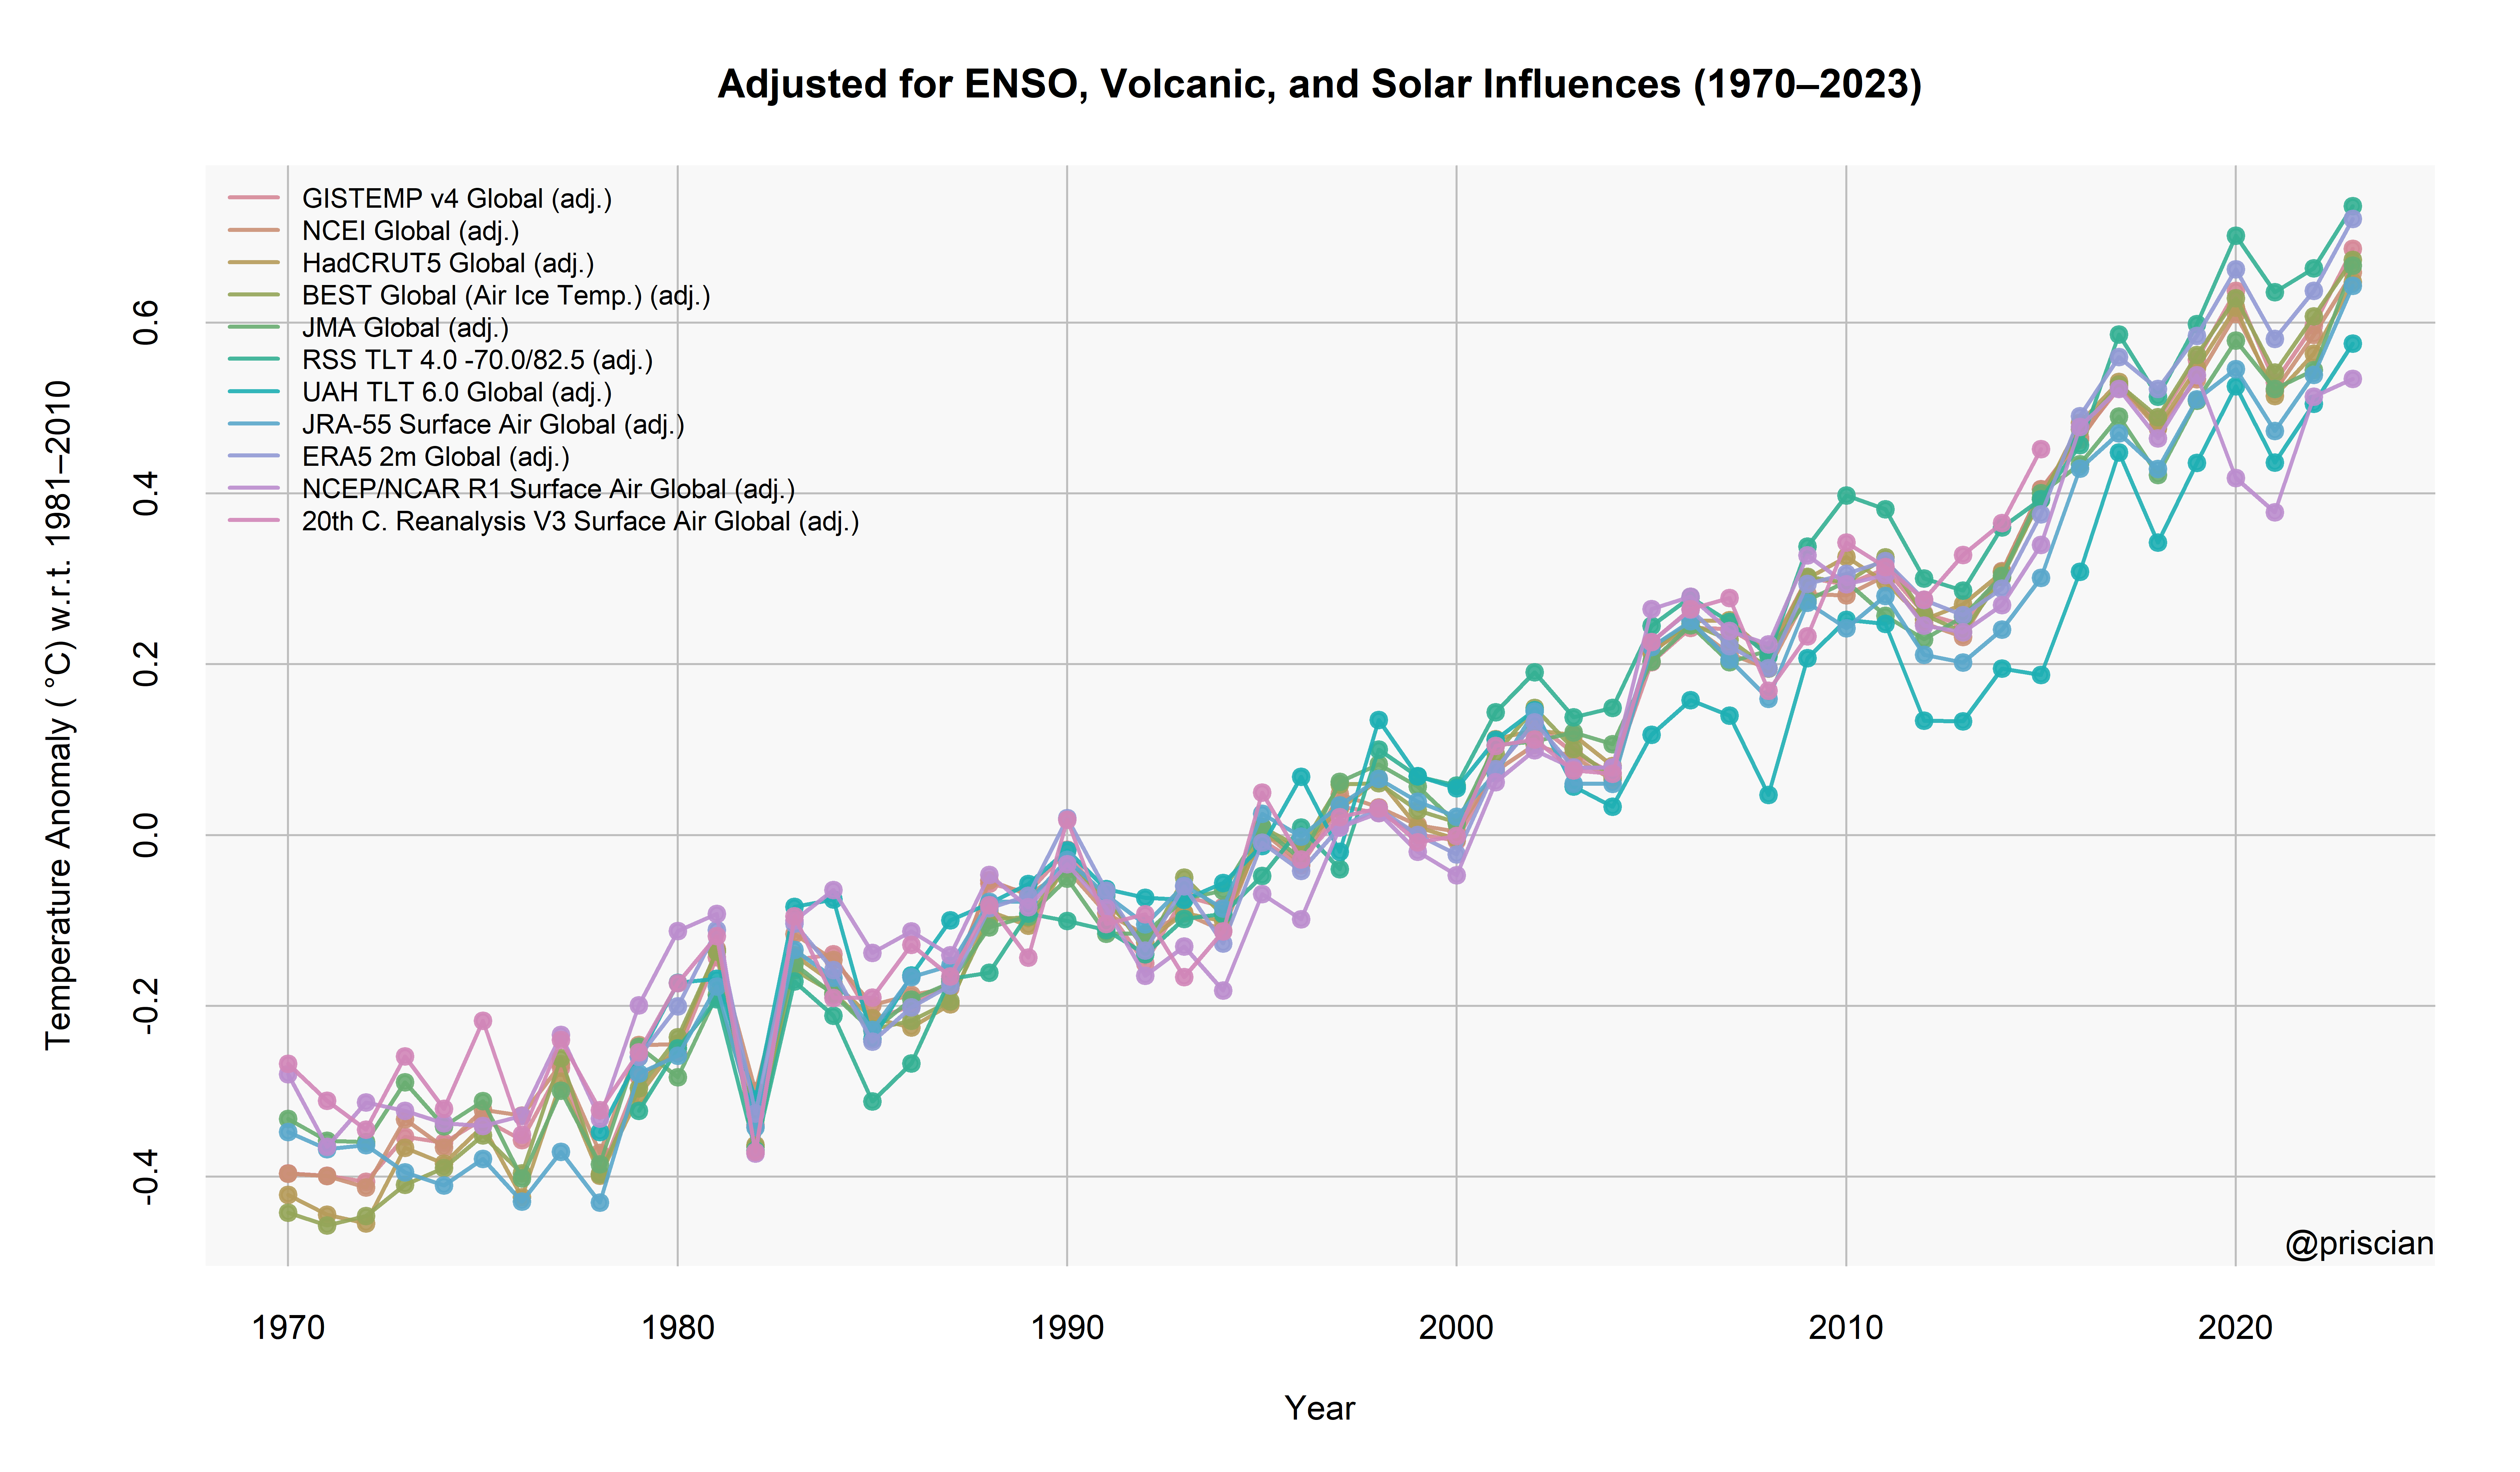 Adjusted for ENSO, Volcanic, and Solar Influences (1970–2023)
GISTEMP v4 Global (adj.)
NCEI Global (adj.)
HadCRUT5 Global (adj.)
BEST Global (Air Ice Temp.) (adj.)
JMA Global (adj.)
RSS TLT 4.0 -70.0/82.5 (adj.)
UAH TLT 6.0 Global (adj.)
JRA-55 Surface Air Global (adj.)
ERA5 2m Global (adj.)
NCEP/NCAR R1 Surface Air Global (adj.)
20th C. Reanalysis V3 Surface Air Global (adj.)
Temperature Anomaly ( °C) w.r.t. 1981–2010
0.6
0.4
0.2
0.0
-0.2
-0.4
@priscian
1970 1980 1990 2000 2010 2020
Year